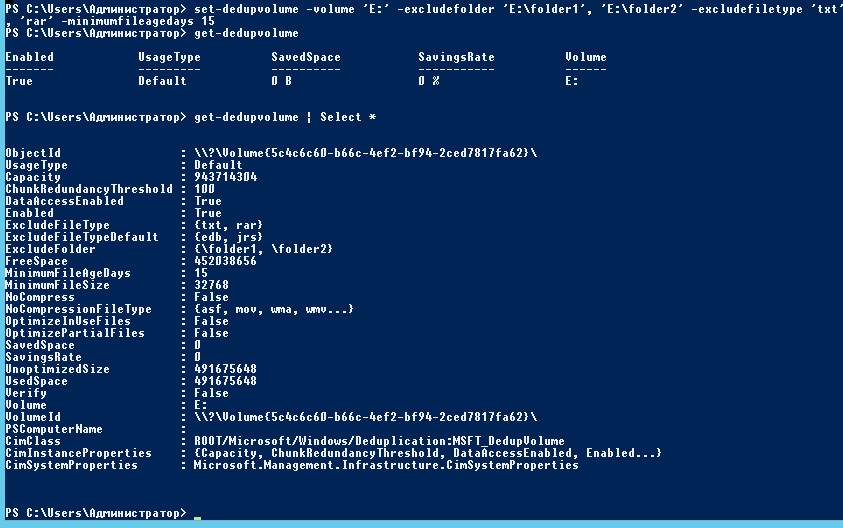 PS C:\Users\Администратор> set-dedupvolume -volume 'E:' -excludefolder 'E:\folder1', 'E:\folder2' -excludefiletype 'txt'
, 'rar' -minimumfileagedays 15
PS C:\Users\Администратор> get-dedupvolume
Enabled UsageType SavedSpace SavingsRate Volume
------- --------- ---------- ----------- ------
True Default 0 B 0 % E:
PS C:\Users\Администратор> get-dedupvolume | Select *
ObjectId : \\?\Volume{5c4c6c60-b66c-4ef2-bf94-2ced7817fa62}\
UsageType : Default
Capacity : 943714304
ChunkRedundancyThreshold : 100
DataAccessEnabled : True
Enabled : True
ExcludeFileType : {txt, rar}
ExcludeFileTypeDefault : {edb, jrs}
ExcludeFolder : {\folder1, \folder2}
FreeSpace : 452038656
MinimumFileAgeDays : 15
MinimumFileSize : 32768
NoCompress : False
NoCompressionFileType : {asf, mov, wma, wmv...}
OptimizeInUseFiles : False
OptimizePartialFiles : False
SavedSpace : 0
SavingsRate : 0
UnoptimizedSize : 491675648
UsedSpace : 491675648
Verify : False
Volume : E:
VolumeId : \\?\Volume{5c4c6c60-b66c-4ef2-bf94-2ced7817fa62}\
PSComputerName :
CimClass : ROOT/Microsoft/Windows/Deduplication:MSFT_DedupVolume
CimInstanceProperties : {Capacity, ChunkRedundancyThreshold, DataAccessEnabled, Enabled...}
CimSystemProperties : Microsoft.Management.Infrastructure.CimSystemProperties
PS C:\Users\Администратор> _